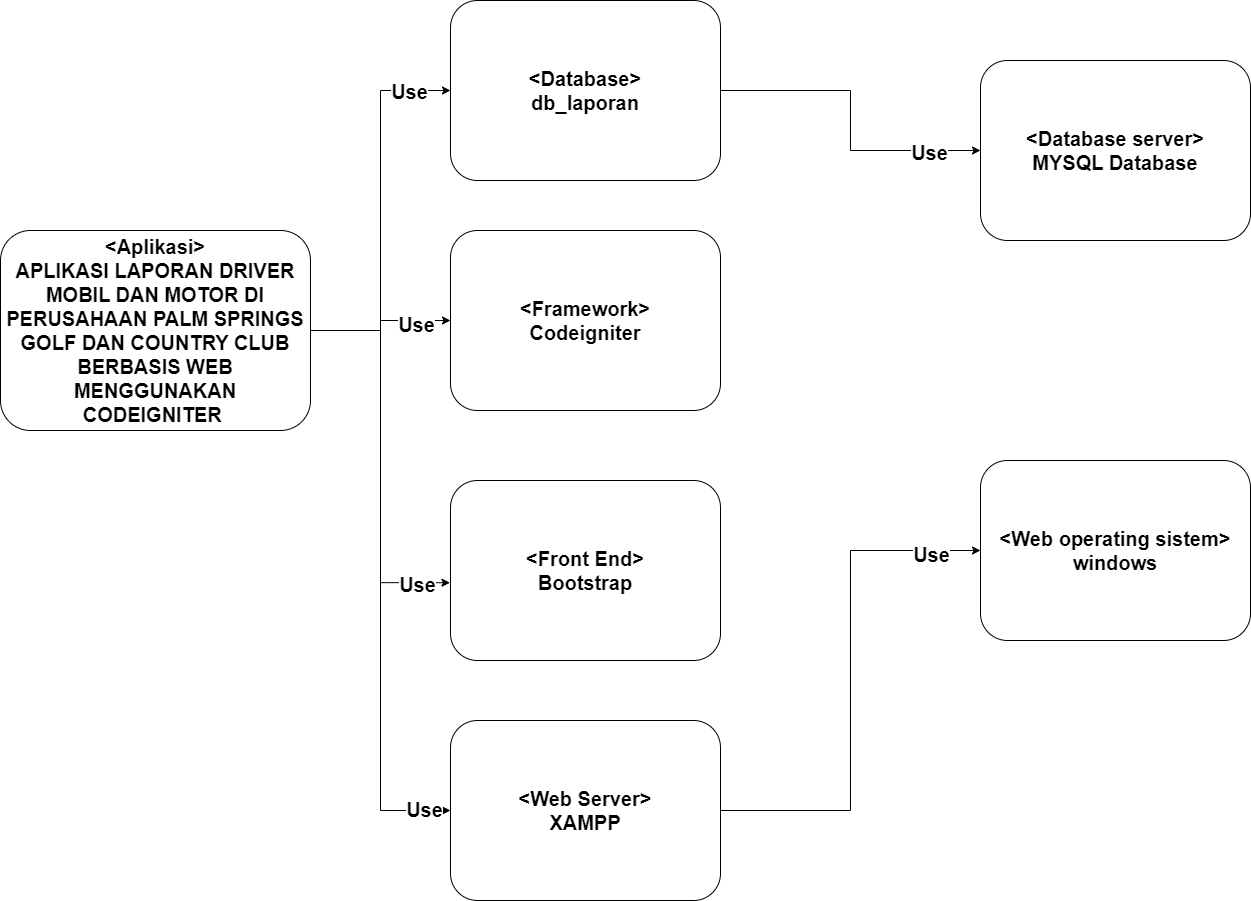 <Database>
db_laporan
Use
<Database server>
MYSQL Database
Use
<Aplikasi>
APLIKASI LAPORAN DRIVER
MOBIL DAN MOTOR DI
PERUSAHAAN PALM SPRINGS
GOLF DAN COUNTRY CLUB
BERBASIS WEB
MENGGUNAKAN
CODEIGNITER
Use
<Framework>
Codeigniter
Use
<Front End>
Bootstrap
Use
<Web operating sistem>
windows
Use
<Web Server>
XAMPP
Use